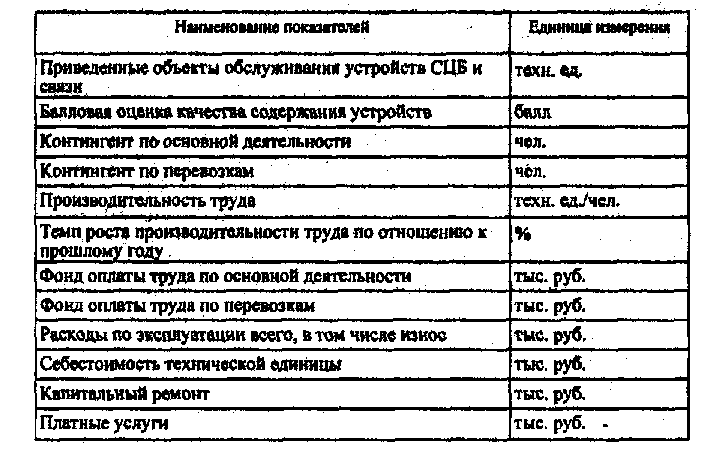 Наименование показателей Единица измерения
Приведенные объекты обслуживания устройств СЦБ и техн. ед.
связи
Балловая оценка качества содержания устройств балл
Контингент по основной деятельности чел.
Контингент по перевозкам чел.
Производительность труда техн. ед./чел.
Темп роста производительности труда по отношению к %
прошлому году
Фонд оплаты труда по основной деятельности тыс. руб.
Фонд оплаты труда по перевозкам тыс. руб.
Расходы по эксплуатации всего, в том числе износ тыс. руб.
Себестоимость технической единицы тыс. руб.
Капитальный ремонт тыс. руб.
Платные услуги тыс. руб.